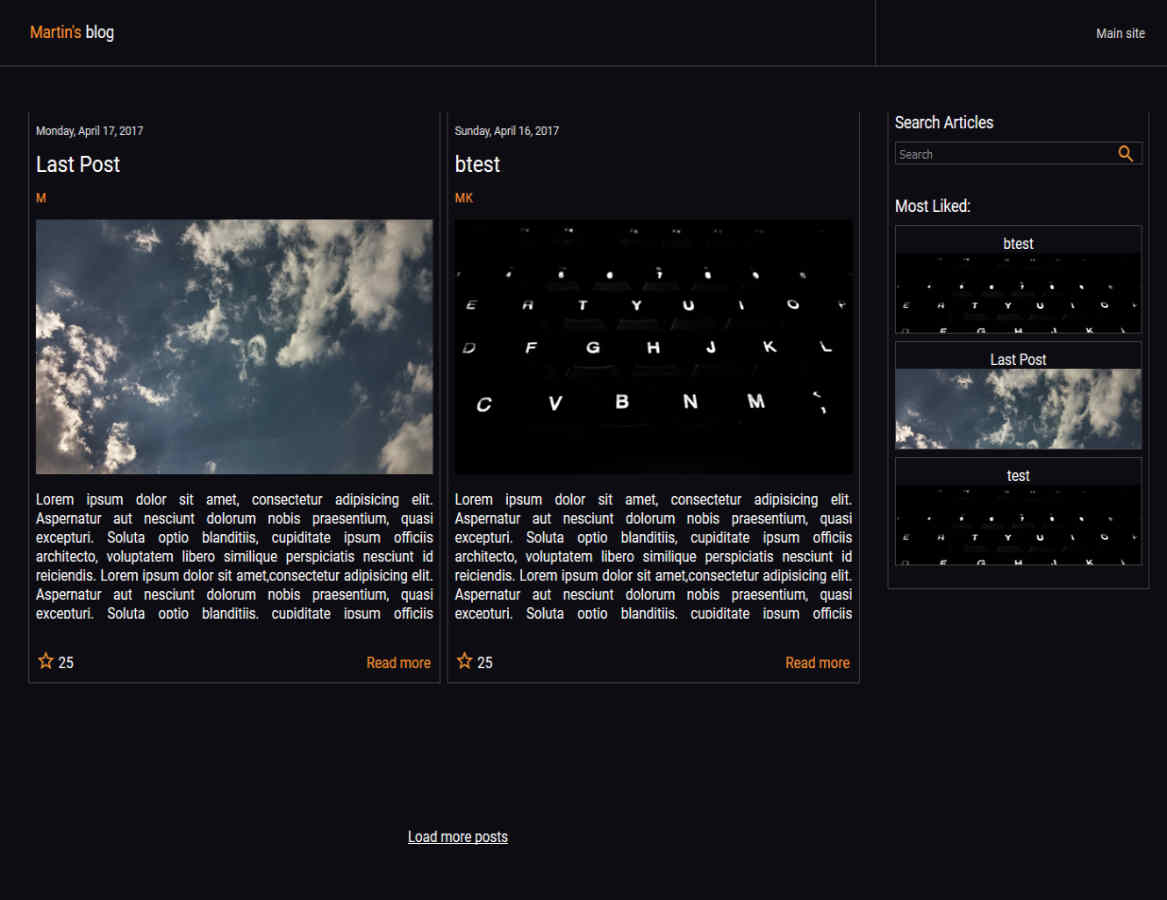 Martin's blog
Main site
Monday, April 17, 2017
Last Post
M
Lorem ipsum dolor sit amet, consectetur adipisicing elit.
Aspernatur aut nesciunt dolorum nobis praesentium, quasi
excepturi. Soluta optio blanditiis, cupiditate ipsum officiis
architecto, voluptatem libero similique perspiciatis nesciunt id
reiciendis. Lorem ipsum dolor sit amet,consectetur adipisicing elit.
Aspernatur aut nesciunt dolorum nobis praesentium, quasi
excepturi. Soluta optio blanditiis, cupiditate ipsum officiis
25
Read more
Sunday, April 16, 2017
btest
MK
E R T Y U I O
D F G H J K L
C V B N M
Lorem ipsum dolor sit amet, consectetur adipisicing elit.
Aspernatur aut nesciunt dolorum nobis praesentium, quasi
excepturi. Soluta optio blanditiis, cupiditate ipsum officiis
architecto, voluptatem libero similique perspiciatis nesciunt id
reiciendis. Lorem ipsum dolor sit amet,consectetur adipisicing elit.
Aspernatur aut nesciunt dolorum nobis praesentium, quasi
excepturi. Soluta optio blanditiis, cupiditate ipsum officiis
25
Read more
Search Articles
Search
Most Liked:
btest
E R T Y U I O
D F G H J K L
Last Post
test
E R T Y U I O
D F G H J K L
Load more posts